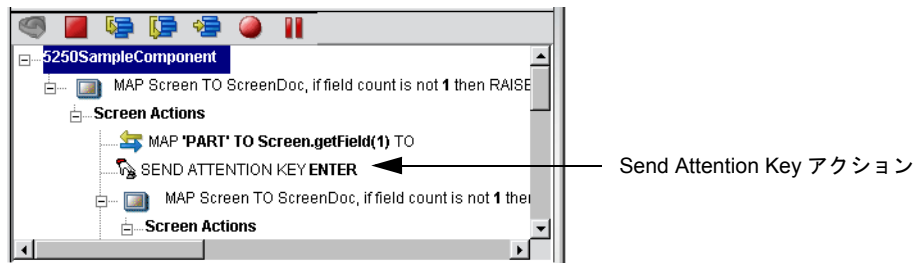 5250SampleComponent
MAP Screen TO ScreenDoc, if field count is not 1 then RAISE
Screen Actions
MAP 'PART' TO Screen.getField(1) TO
SEND ATTENTION KEY ENTER
Send Attention Key アクション
MAP Screen TO ScreenDoc, if field count is not 1 the
Screen Actions